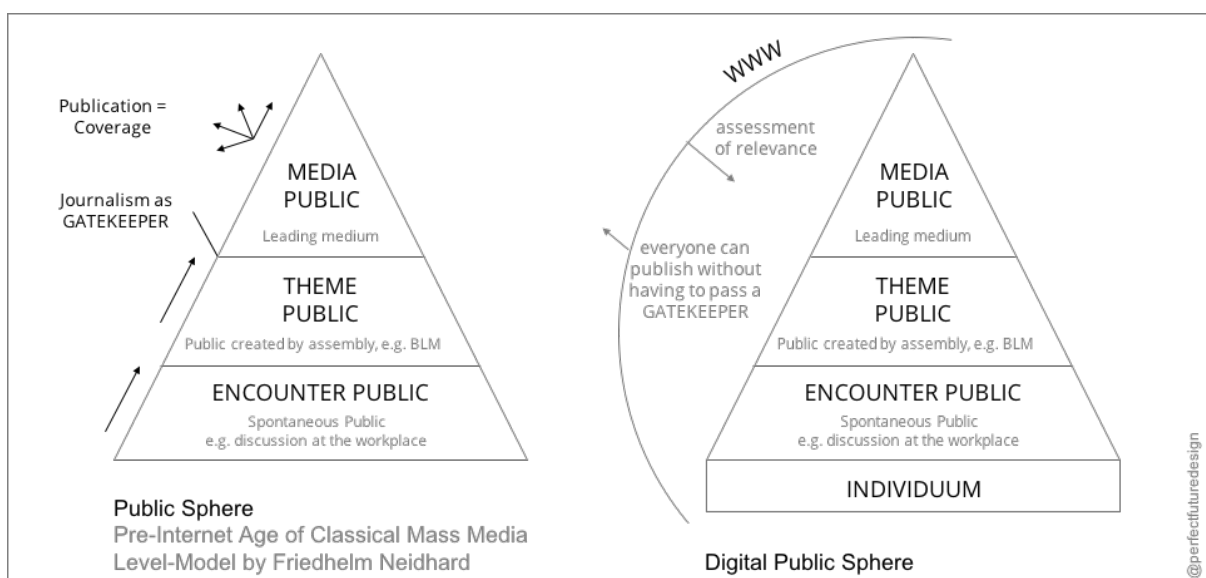 Publication =
Coverage
Journalism as
GATEKEEPER
MEDIA
PUBLIC
Leading medium
THEME
PUBLIC
Public created by assembly, e.g. BLM
ENCOUNTER PUBLIC
Spontaneous Public
e.g. discussion at the workplace
Public Sphere
Pre-Internet Age of Classical Mass Media
Level-Model by Friedhelm Neidhard
WWW
assessment
of relevance
everyone can
publish without
having to pass a
GATEKEEPER
MEDIA
PUBLIC
Leading medium
THEME
PUBLIC
Public created by assembly, e.g. BLM
ENCOUNTER PUBLIC
Spontaneous Public
e.g. discussion at the workplace
INDIVIDUUM
Digital Public Sphere
@perfectfuturedesign